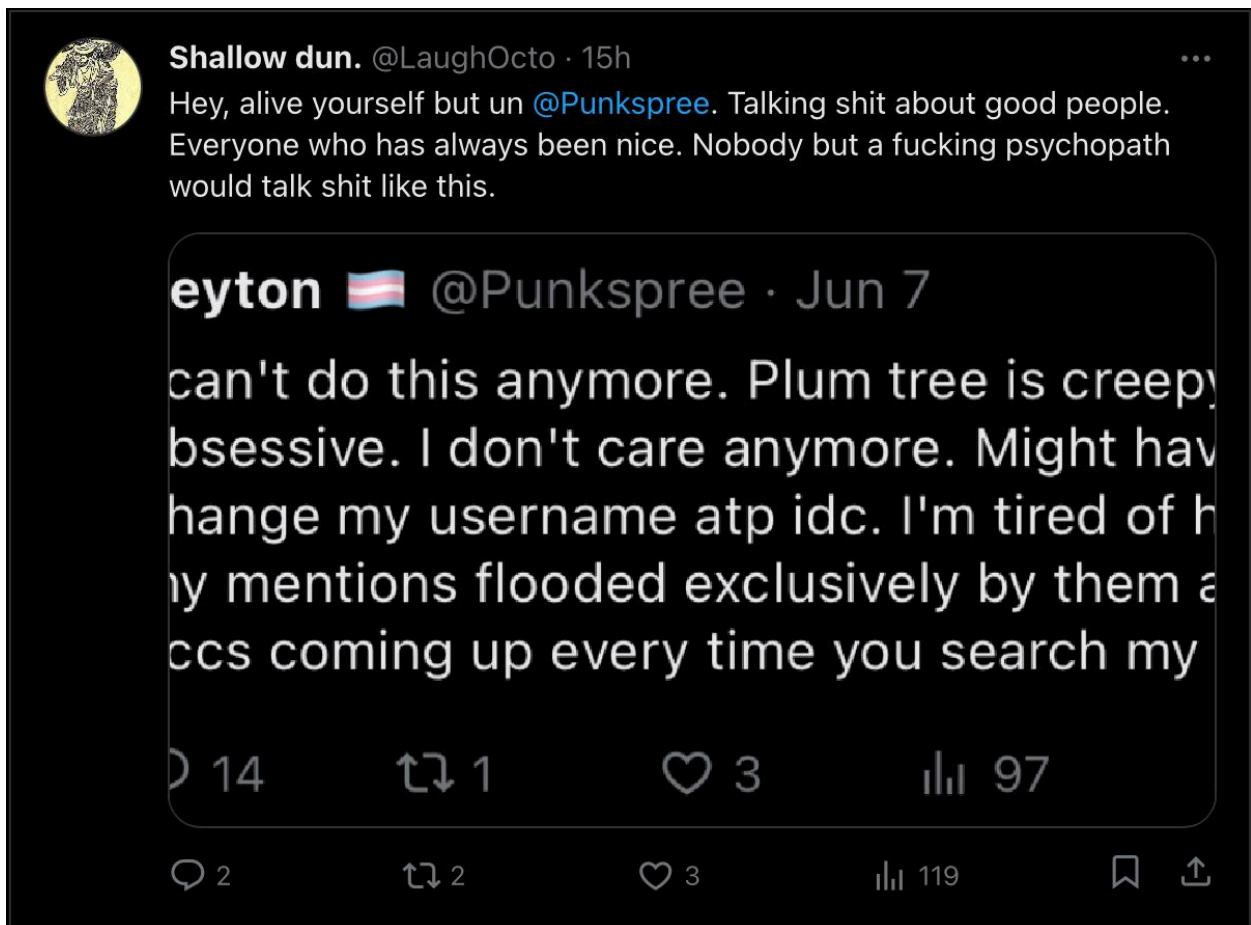 Shallow dun. @LaughOcto · 15h
Hey, alive yourself but un @Punkspree. Talking shit about good people.
Everyone who has always been nice. Nobody but a fucking psychopath
would talk shit like this.
eyton @Punkspree · Jun 7
can't do this anymore. Plum tree is creepy
bsessive. I don't care anymore. Might hav
hange my username atp idc. I'm tired of h
y mentions flooded exclusively by them a
ccs coming up every time you search my
14 1 3 97
2 2 3 119